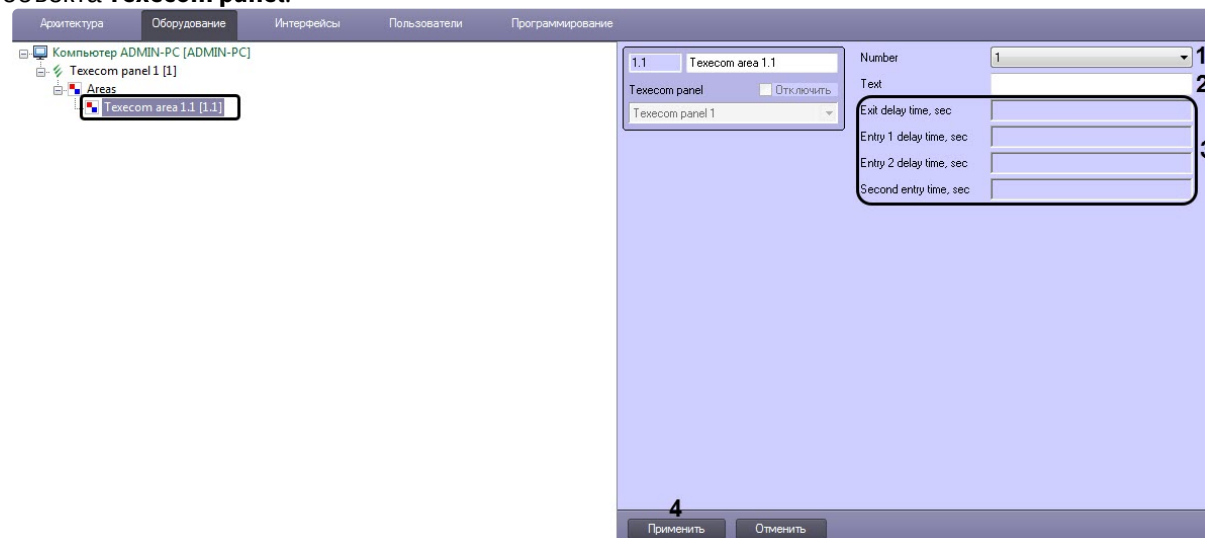 объекта Texecom panel.
Архитектура Оборудование Интерфейсы Пользователи Программирование
Компьютер ADMIN-PC [ADMIN-PC]
Texecom panel 1 [1]
Areas
Texecom area 1.1 [1.1]
1.1 Texecom area 1.1
Texecom panel Отключить
Texecom panel 1
Number 1 1
Text 2
Exit delay time, sec
Entry 1 delay time, sec
3
Entry 2 delay time, sec
Second entry time, sec
4
Применить Отменить